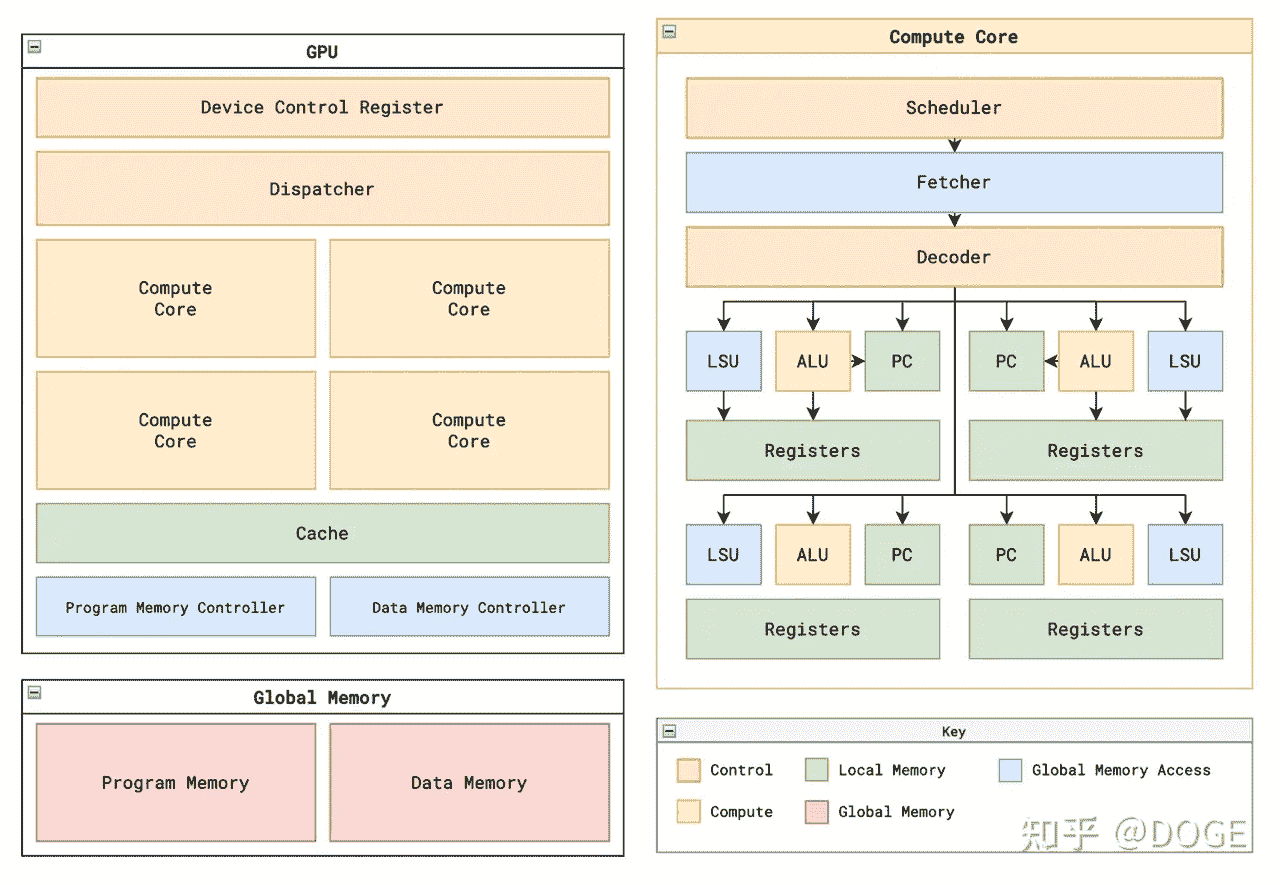 GPU
Device Control Register
Dispatcher
Compute
Core
Compute
Core
Compute
Core
Compute
Core
Cache
Program Memory Controller
Data Memory Controller
Global Memory
Program Memory
Data Memory
Compute Core
Scheduler
Fetcher
Decoder
LSU
ALU
PC
PC
ALU
LSU
Registers
Registers
LSU
ALU
PC
PC
ALU
LSU
Registers
Registers
Key
Control
Local Memory
Global Memory Access
Compute
Global Memory
知乎 @DOGE